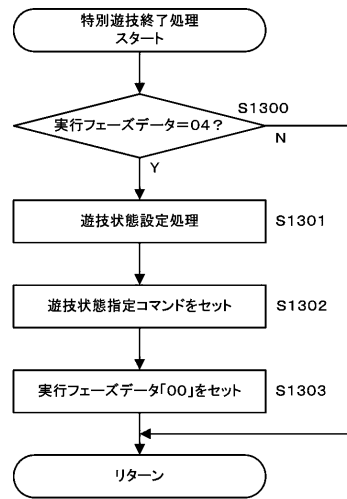 特別遊技終了処理
スタート
S1300
実行フェーズデータ=04?
N
Y
遊技状態設定処理
S1301
遊技状態指定コマンドをセット
S1302
実行フェーズデータ「00」をセット
S1303
リターン